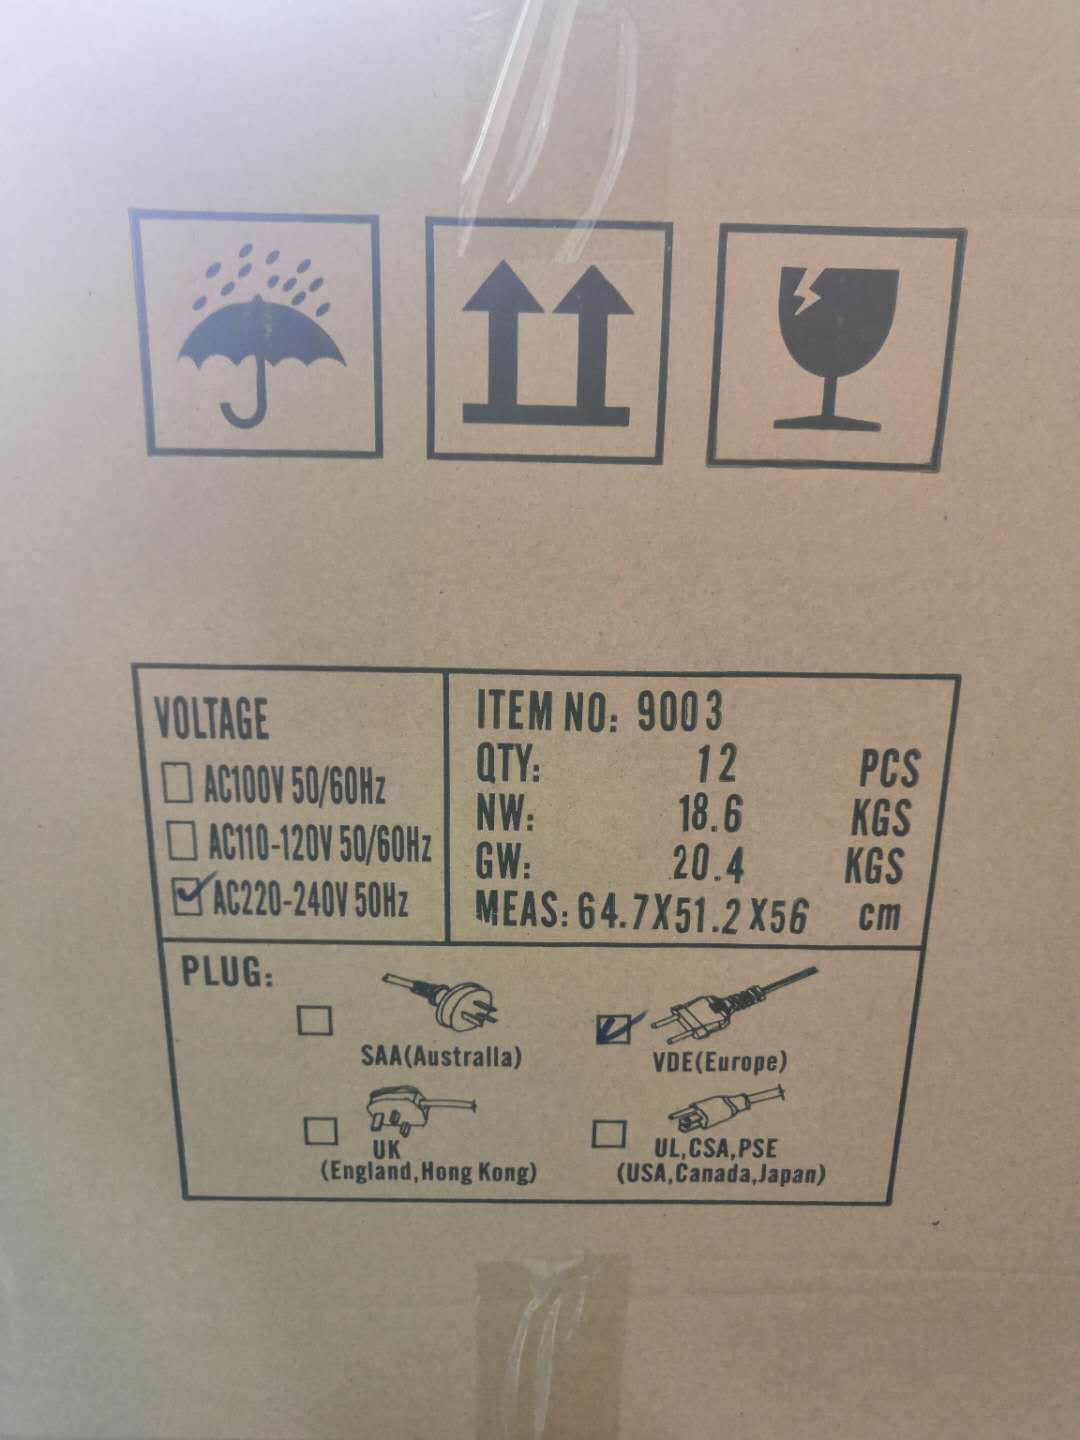 VOLTAGE
AC100V 50/60Hz
AC110-120V 50/60Hz
AC220-240V 50Hz
ITEM NO: 9003
QTY: 12 PCS
NW: 18.6 KGS
GW: 20.4 KGS
MEAS: 64.7X51.2X56 cm
PLUG:
SAA(Australla)
VDE(Europe)
UK
(England,Hong Kong)
UL,CSA,PSE
(USA,Canada,Japan)